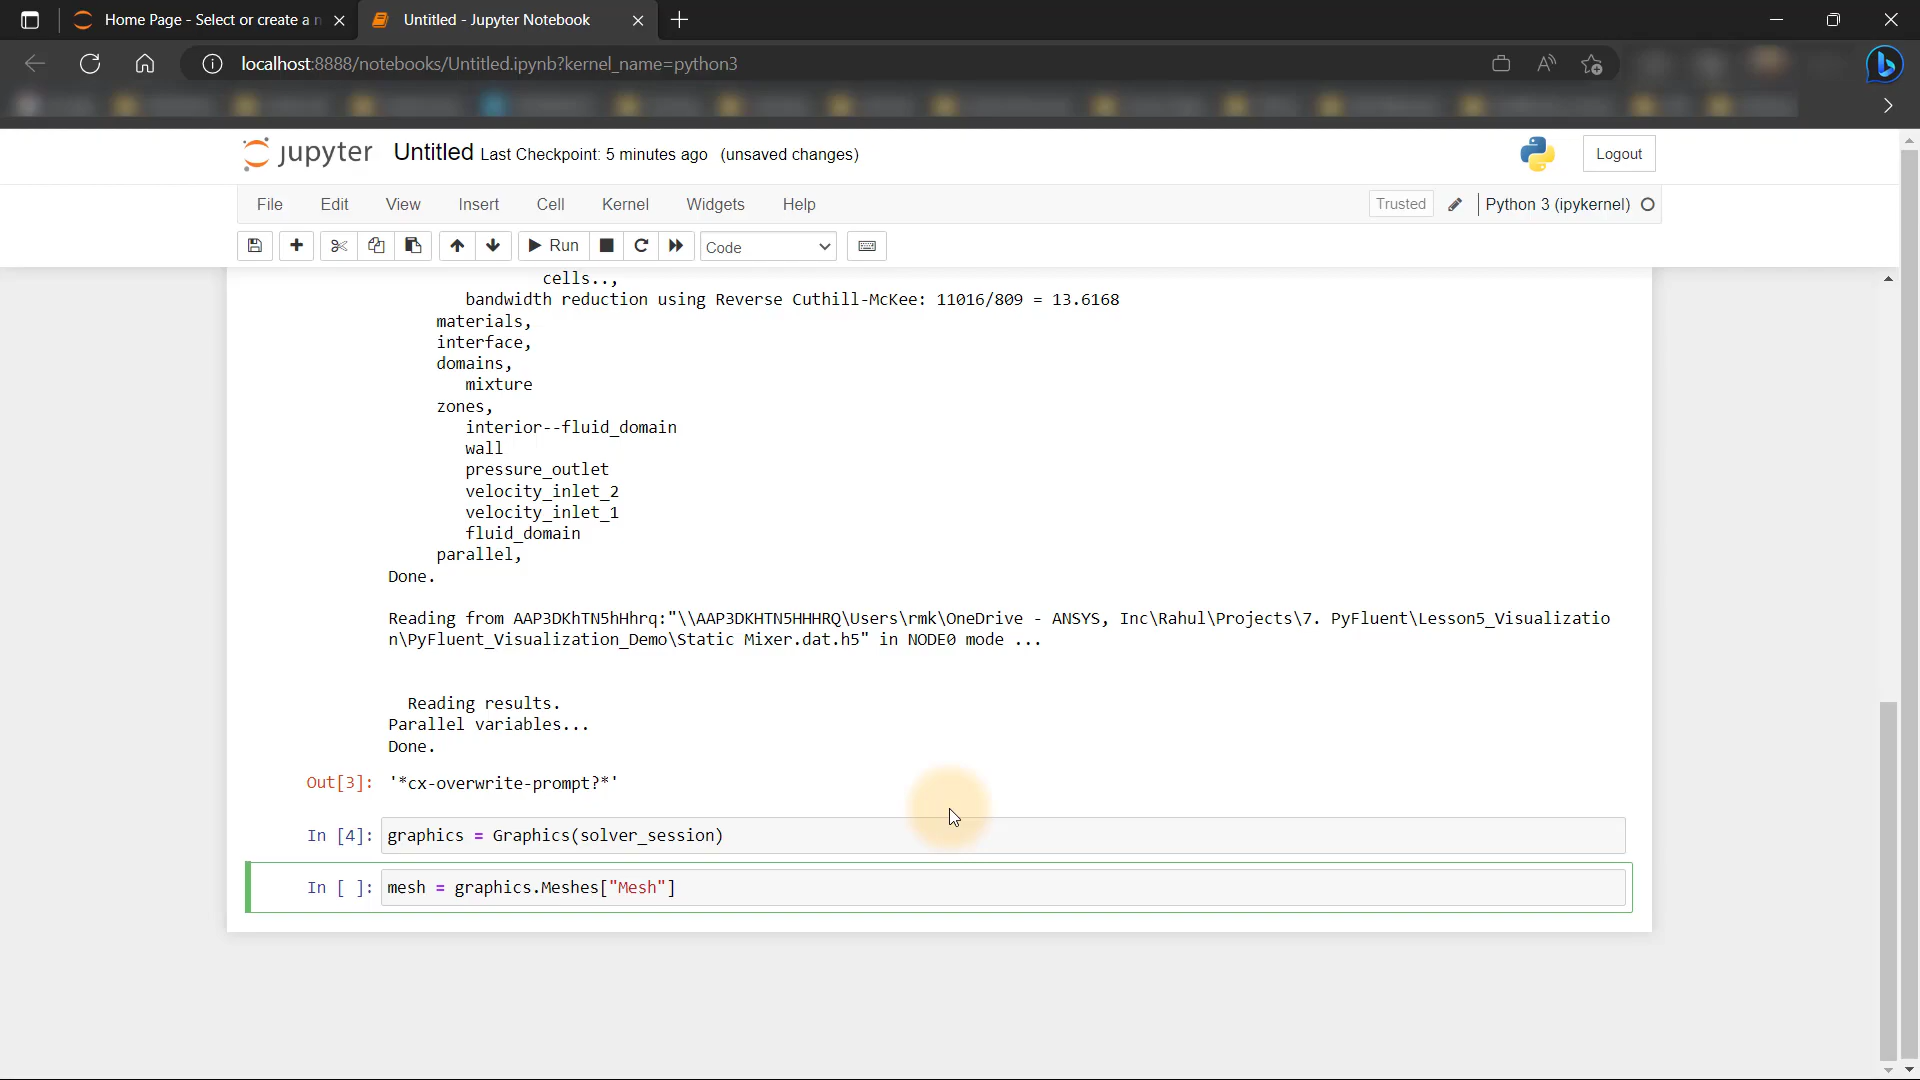 Home Page - Select or create a n
Untitled - Jupyter Notebook
localhost:8888/notebooks/Untitled.ipynb?kernel_name=python3
jupyter Untitled Last Checkpoint: 5 minutes ago (unsaved changes)
Logout
File Edit View Insert Cell Kernel Widgets Help
Trusted Python 3 (ipykernel)
Run Code
cells..,
bandwidth reduction using Reverse Cuthill-McKee: 11016/809 = 13.6168
materials,
interface,
domains,
mixture
zones,
interior--fluid_domain
wall
pressure_outlet
velocity_inlet_2
velocity_inlet_1
fluid_domain
parallel,
Done.
Reading from AAP3DKhTN5hHhrq:"\\AAP3DKHTN5HHHRQ\Users\rmk\OneDrive - ANSYS, Inc\Rahul\Projects\7. PyFluent\Lesson5_Visualizatio
n\PyFluent_Visualization_Demo\Static Mixer.dat.h5" in NODE0 mode ...
Reading results.
Parallel variables...
Done.
Out[3]: '*cx-overwrite-prompt?*'
In [4]: graphics = Graphics(solver_session)
In [ ]: mesh = graphics.Meshes["Mesh"]